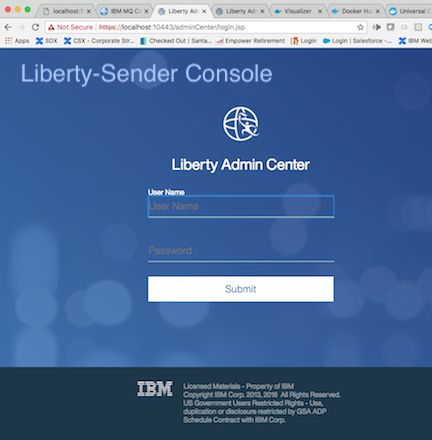 localhost:1
IBM MQ C
Liberty Ad
Liberty Ad
Visualizer
Docker Hu
Universal C
Not Secure
https://localhost:10443/adminCenter/login.jsp
Apps
SDX
CSX - Corporate Str...
Checked Out | Santa...
Empower Retirement
Login
Login | Salesforce -...
IBM Web
Liberty-Sender Console
Liberty Admin Center
User Name
User Name
Password
Submit
IBM
Licensed Materials - Property of IBM
Copyright IBM Corp. 2013, 2016 All Rights Reserved.
US Government Users Restricted Rights - Use,
duplication or disclosure restricted by GSA ADP
Schedule Contract with IBM Corp.